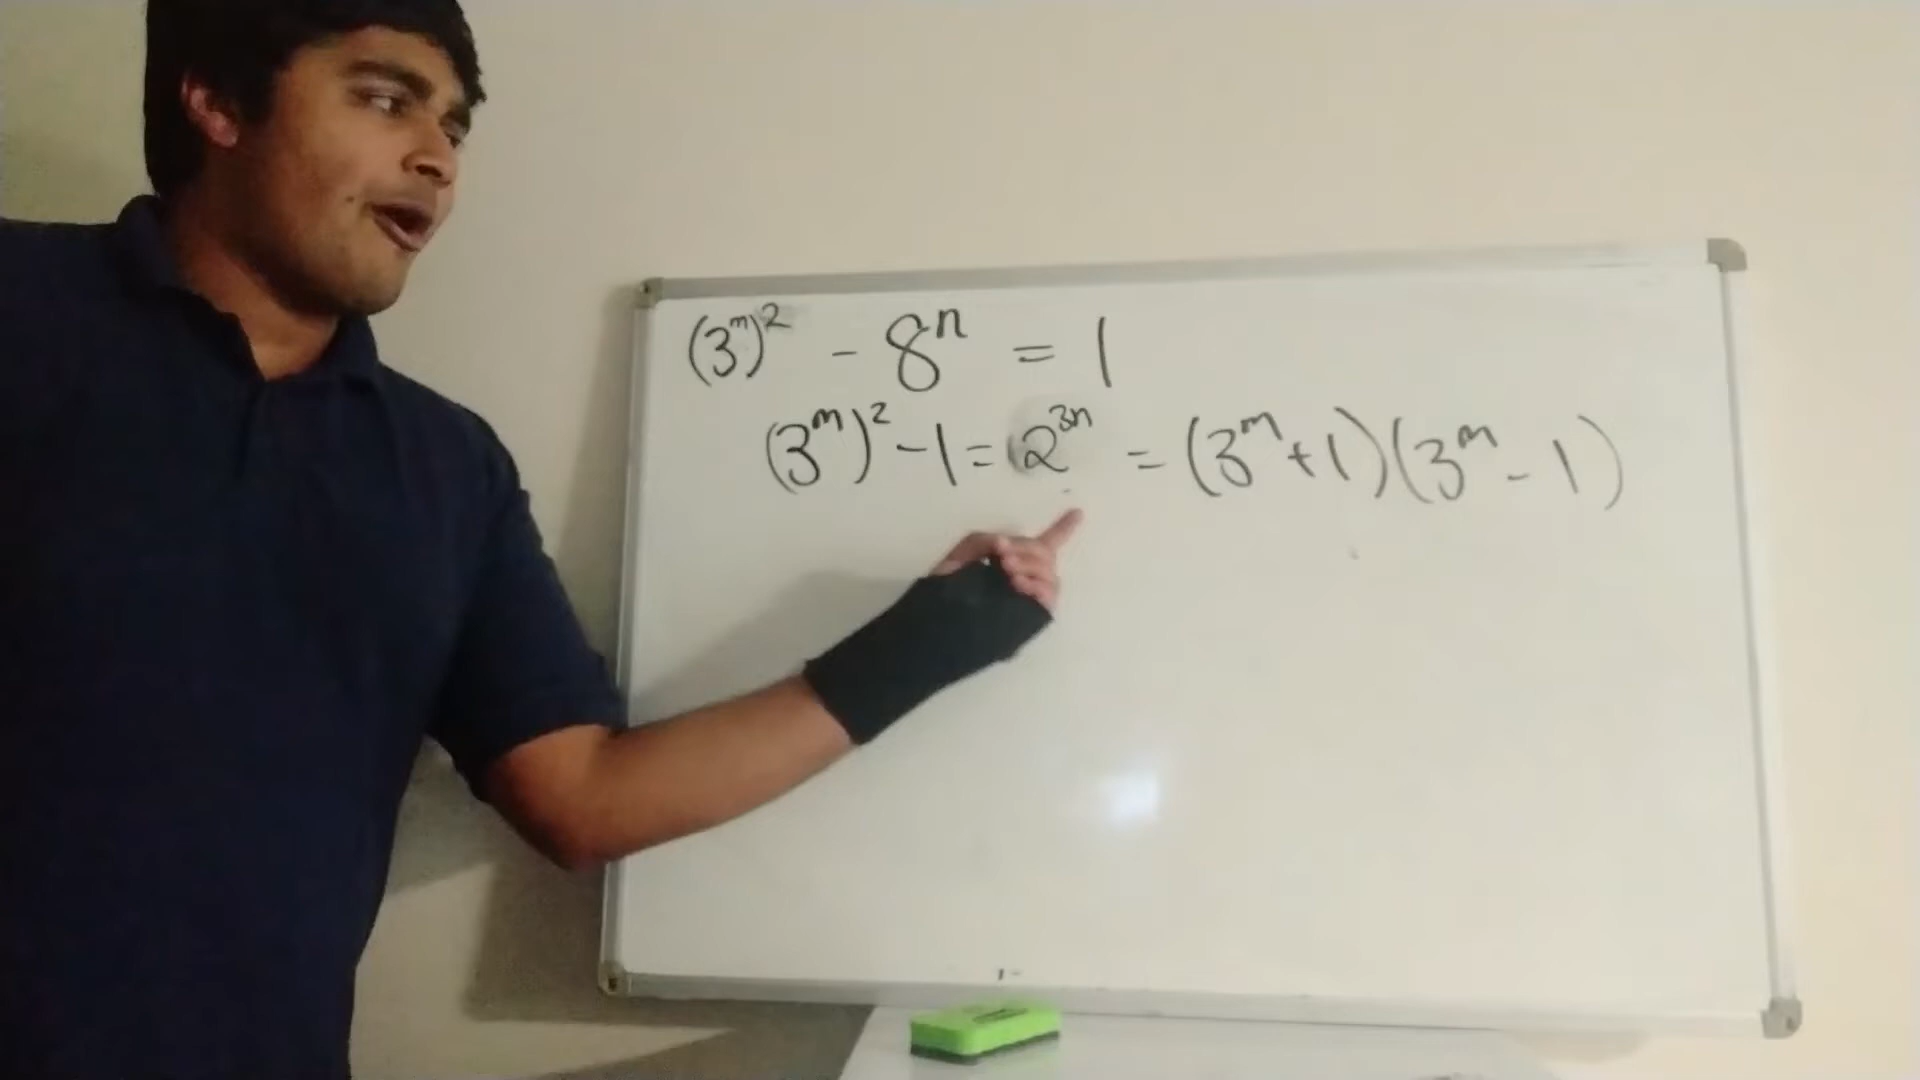 (3^m)^2 - 8^n = 1
(3^m)^2 - 1 = 2^{3n} = (3^m + 1)(3^m - 1)